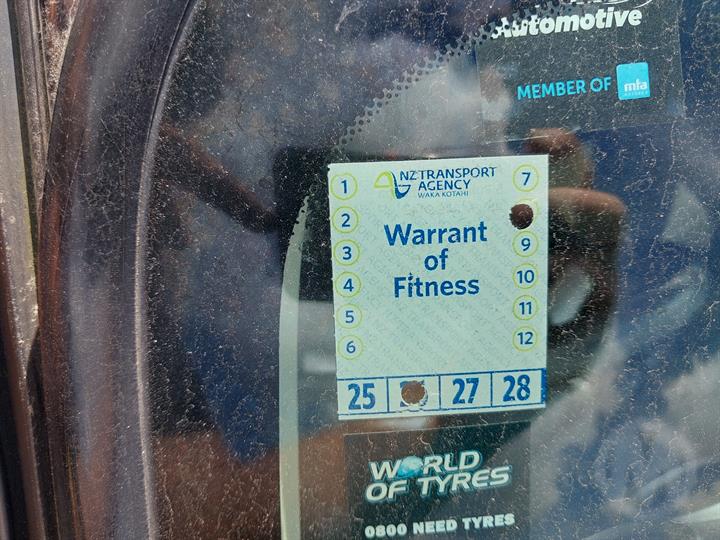 Automotive
MEMBER OF mta
1 NZ TRANSPORT 7
AGENCY
WAKA KOTAHI
2
Warrant
3 of 9
4 Fitness 10
5 11
6 12
25 27 28
WORLD
OF TYRES
0800 NEED TYRES